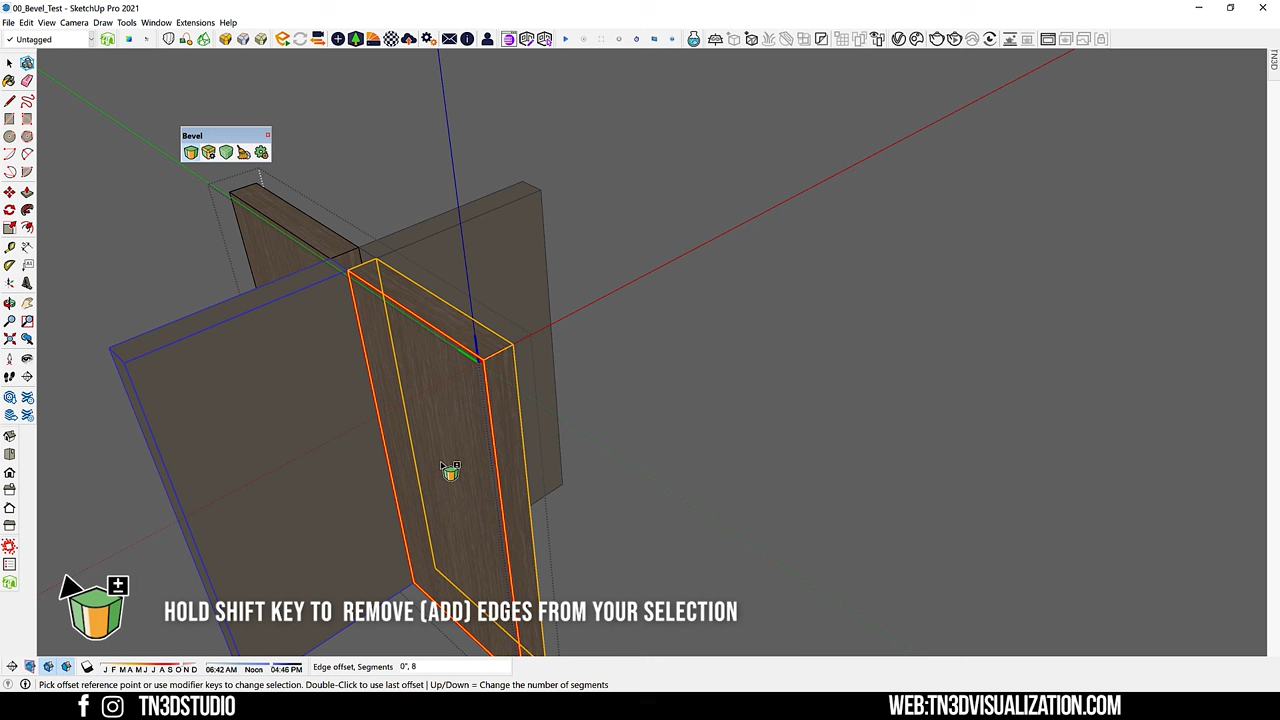 00_Bevel_Test - SketchUp Pro 2021
File Edit View Camera Draw Tools Window Extensions Help
✓ Untagged
TN3D
Bevel
HOLD SHIFT KEY TO REMOVE (ADD) EDGES FROM YOUR SELECTION
J F M A M J J A S O N D 06:42 AM Noon 04:46 PM Edge offset, Segments 0", 8
Pick offset reference point or use modifier keys to change selection. Double-Click to use last offset | Up/Down = Change the number of segments
TN3DSTUDIO WEB:TN3DVISUALIZATION.COM